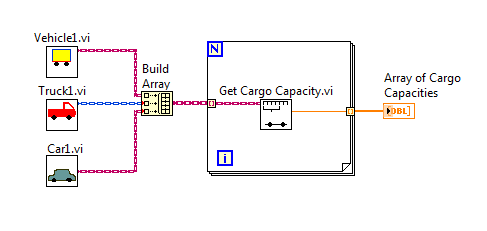 Vehicle1.vi
Truck1.vi
Car1.vi
Build
Array
N
Get Cargo Capacity.vi
i
Array of Cargo
Capacities
DBL